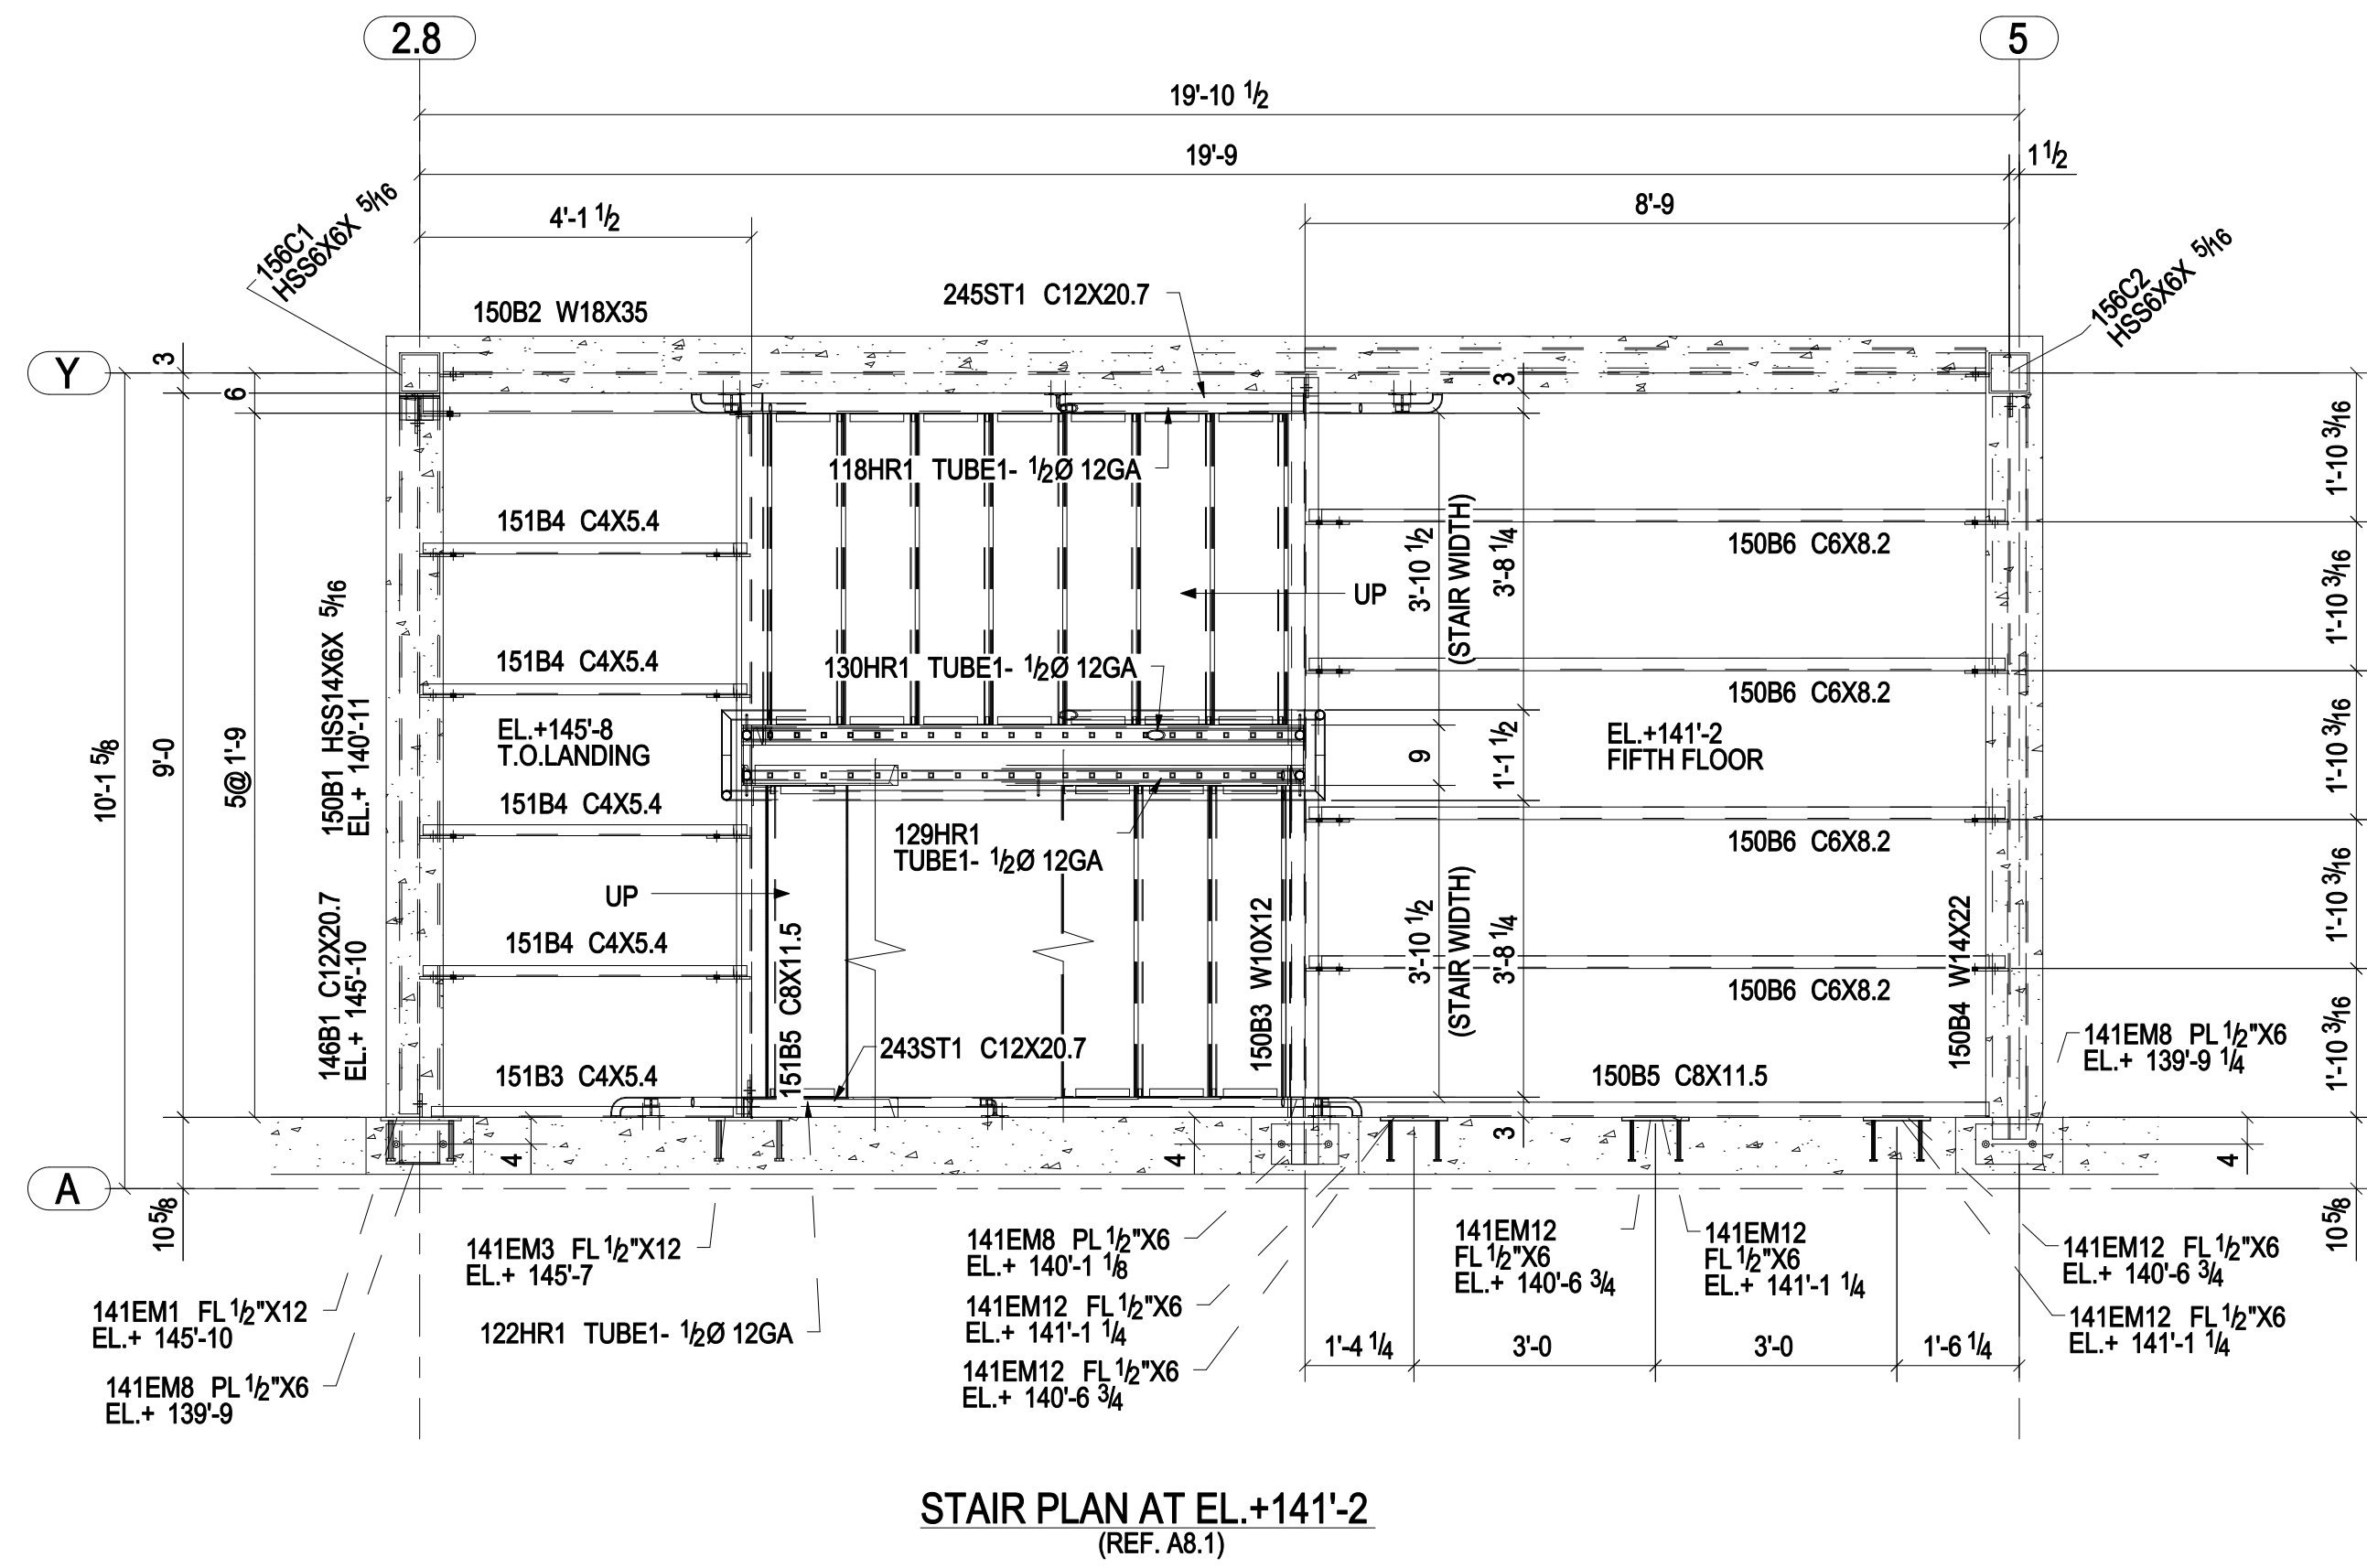 2.8
5
19'-10 1/2
19'-9
1 1/2
4'-1 1/2
8'-9
156C1
HSS6X6X 5/16
156C2
HSS6X6X 5/16
245ST1 C12X20.7
150B2 W18X35
Y
3
6
3
118HR1 TUBE1- 1/2Ø 12GA
1'-10 3/16
151B4 C4X5.4
150B6 C6X8.2
3'-10 1/2
(STAIR WIDTH)
3'-8 1/4
UP
1'-10 3/16
151B4 C4X5.4
130HR1 TUBE1- 1/2Ø 12GA
150B6 C6X8.2
150B1 HSS14X6X 5/16
EL.+ 140'-11
EL.+145'-8
T.O.LANDING
EL.+141'-2
FIFTH FLOOR
10'-1 5/8
9'-0
5@1'-9
9
1'-1 1/2
1'-10 3/16
151B4 C4X5.4
129HR1
TUBE1- 1/2Ø 12GA
150B6 C6X8.2
UP
146B1 C12X20.7
EL.+ 145'-10
151B4 C4X5.4
151B5 C8X11.5
150B3 W10X12
3'-10 1/2
(STAIR WIDTH)
3'-8 1/4
150B6 C6X8.2
150B4 W14X22
1'-10 3/16
243ST1 C12X20.7
151B3 C4X5.4
150B5 C8X11.5
141EM8 PL 1/2"X6
EL.+ 139'-9 1/4
1'-10 3/16
4
4
3
4
A
10 5/8
10 5/8
141EM3 FL 1/2"X12
EL.+ 145'-7
141EM8 PL 1/2"X6
EL.+ 140'-1 1/8
141EM12
FL 1/2"X6
EL.+ 140'-6 3/4
141EM12
FL 1/2"X6
EL.+ 141'-1 1/4
141EM12 FL 1/2"X6
EL.+ 140'-6 3/4
141EM1 FL 1/2"X12
EL.+ 145'-10
122HR1 TUBE1- 1/2Ø 12GA
141EM12 FL 1/2"X6
EL.+ 141'-1 1/4
141EM12 FL 1/2"X6
EL.+ 141'-1 1/4
141EM8 PL 1/2"X6
EL.+ 139'-9
141EM12 FL 1/2"X6
EL.+ 140'-6 3/4
1'-4 1/4
3'-0
3'-0
1'-6 1/4
STAIR PLAN AT EL.+141'-2
(REF. A8.1)